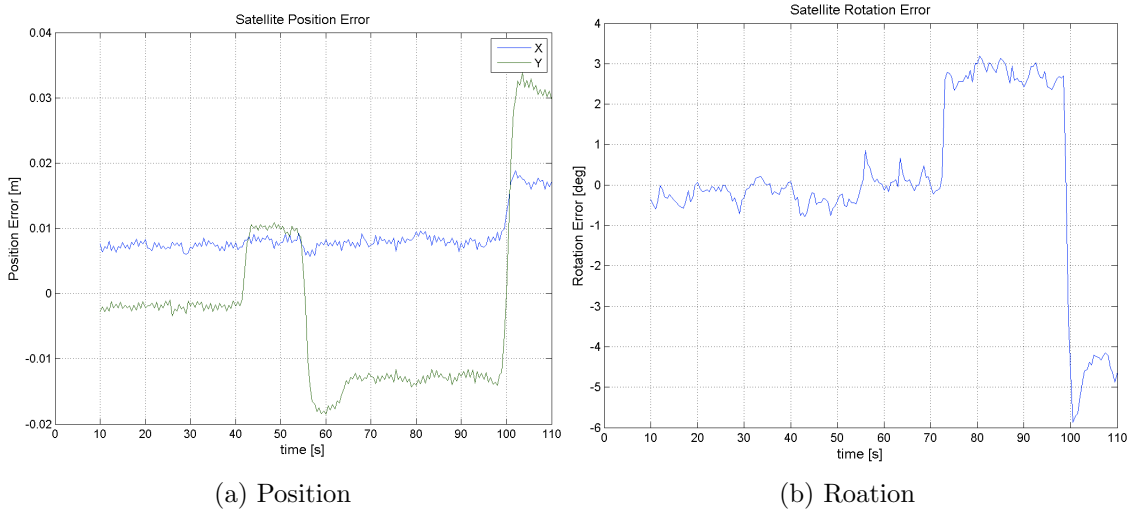 Satellite Position Error
0.04
0.03
0.02
0.01
0
-0.01
-0.02
Position Error [m]
X
Y
0 10 20 30 40 50 60 70 80 90 100 110
time [s]
(a) Position
Satellite Rotation Error
4
3
2
1
0
-1
-2
-3
-4
-5
-6
Rotation Error [deg]
0 10 20 30 40 50 60 70 80 90 100 110
time [s]
(b) Roation